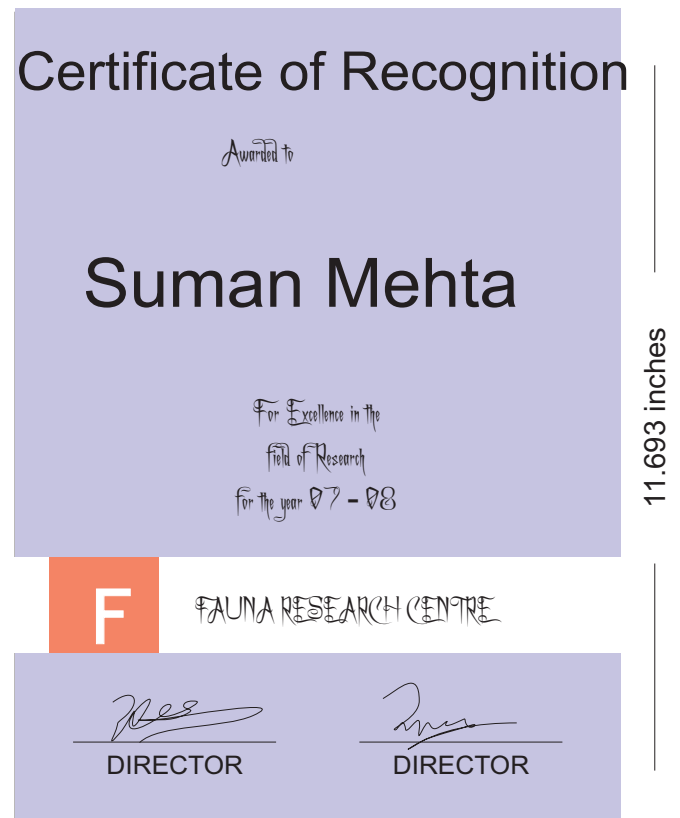 Certificate of Recognition
Awarded to
Suman Mehta
For Excellence in the
field of Research
for the year 07 - 08
F
FAUNA RESEARCH CENTRE
DIRECTOR
DIRECTOR
11.693 inches